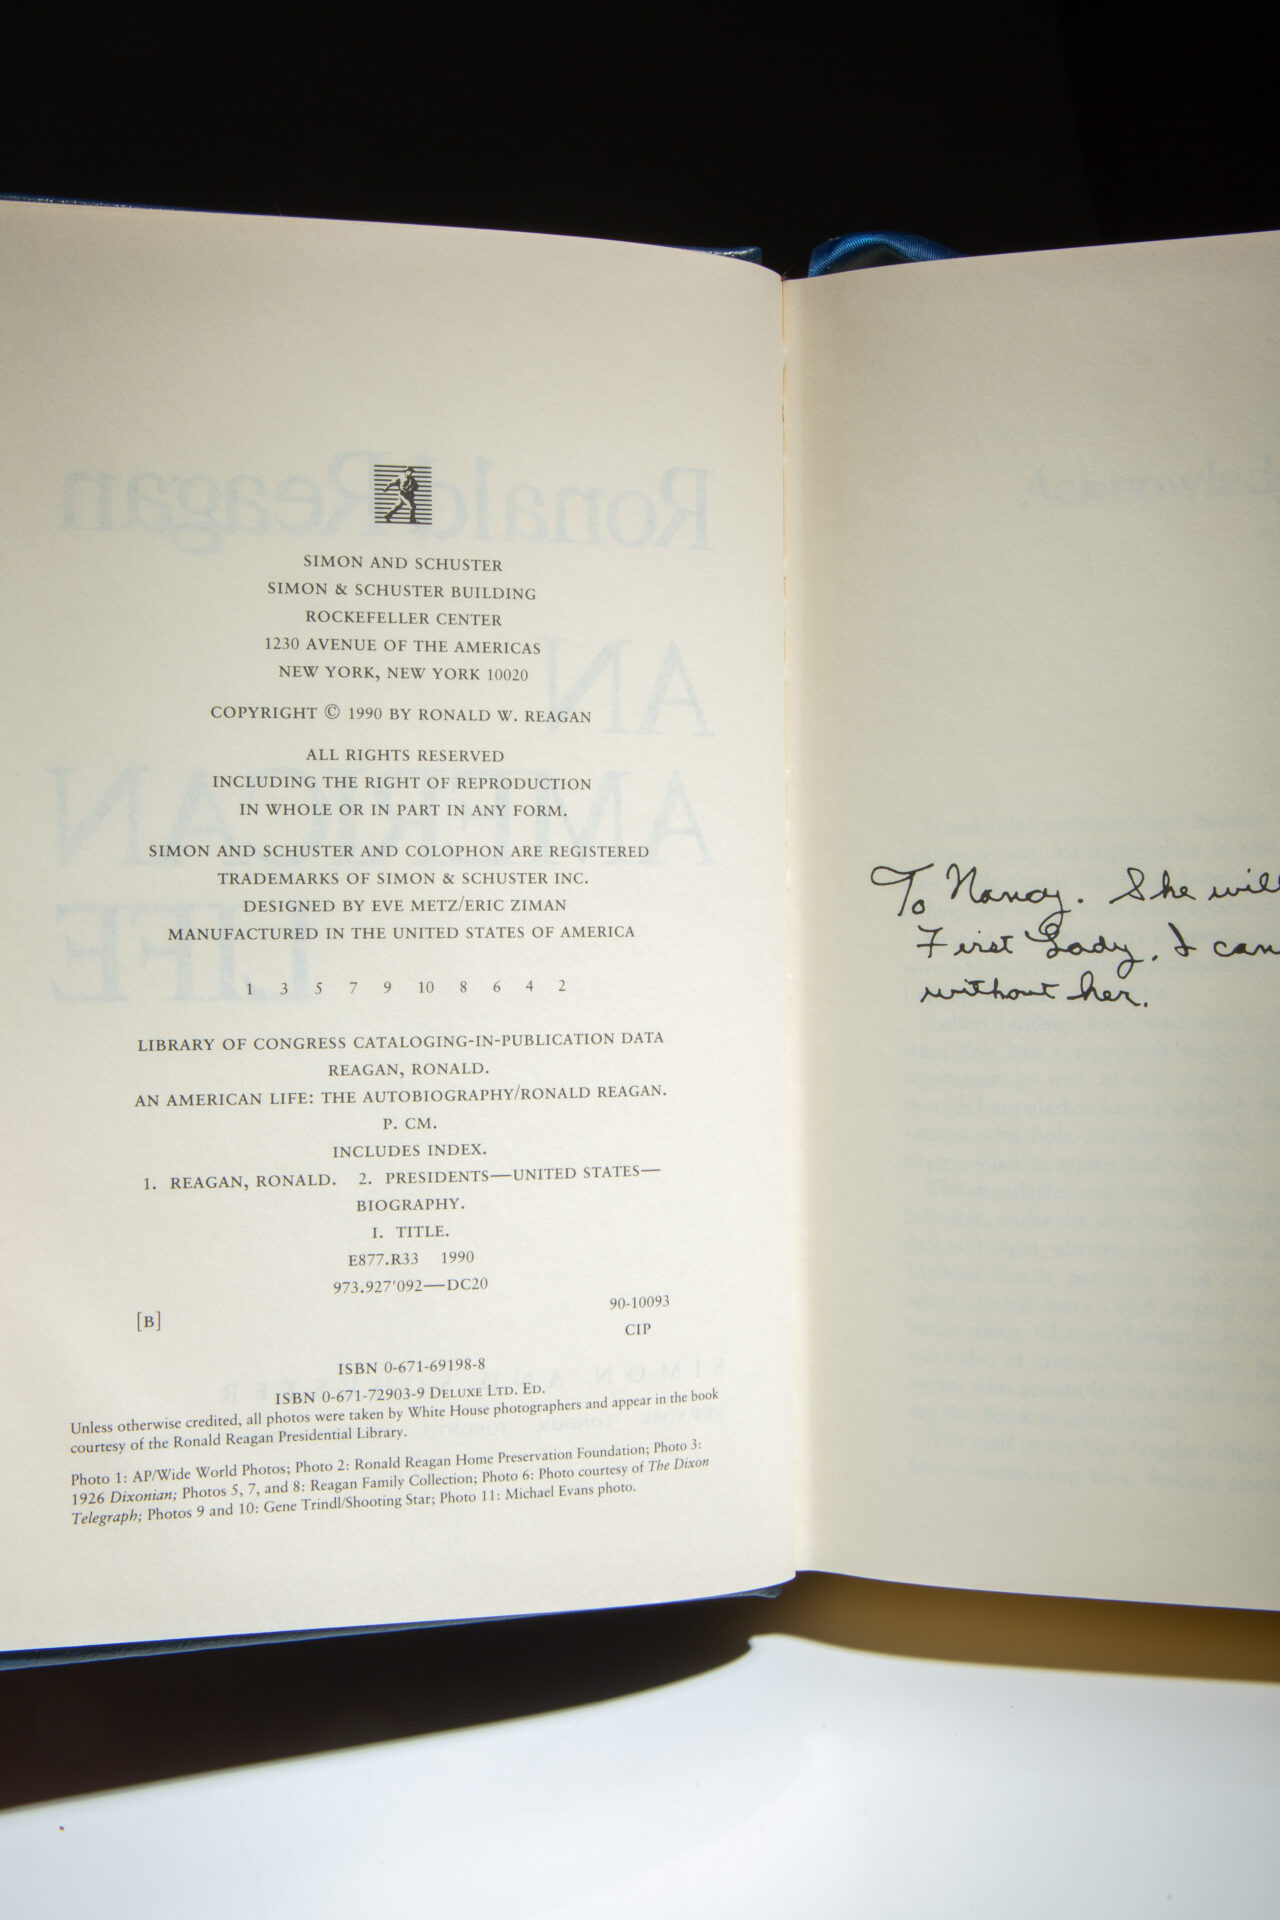 SIMON AND SCHUSTER
SIMON & SCHUSTER BUILDING
ROCKEFELLER CENTER
1230 AVENUE OF THE AMERICAS
NEW YORK, NEW YORK 10020
COPYRIGHT © 1990 BY RONALD W. REAGAN
ALL RIGHTS RESERVED
INCLUDING THE RIGHT OF REPRODUCTION
IN WHOLE OR IN PART IN ANY FORM.
SIMON AND SCHUSTER AND COLOPHON ARE REGISTERED
TRADEMARKS OF SIMON & SCHUSTER INC.
DESIGNED BY EVE METZ/ERIC ZIMAN
MANUFACTURED IN THE UNITED STATES OF AMERICA
1 3 5 7 9 10 8 6 4 2
LIBRARY OF CONGRESS CATALOGING-IN-PUBLICATION DATA
REAGAN, RONALD.
AN AMERICAN LIFE: THE AUTOBIOGRAPHY/RONALD REAGAN.
P. CM.
INCLUDES INDEX.
1. REAGAN, RONALD. 2. PRESIDENTS—UNITED STATES—
BIOGRAPHY.
I. TITLE.
E877.R33 1990
973.927'092—DC20
90-10093
[B]
CIP
ISBN 0-671-69198-8
ISBN 0-671-72903-9 DELUXE LTD. ED.
Unless otherwise credited, all photos were taken by White House photographers and appear in the book
courtesy of the Ronald Reagan Presidential Library.
Photo 1: AP/Wide World Photos; Photo 2: Ronald Reagan Home Preservation Foundation; Photo 3:
1926 Dixonian; Photos 5, 7, and 8: Reagan Family Collection; Photo 6: Photo courtesy of The Dixon
Telegraph; Photos 9 and 10: Gene Trindl/Shooting Star; Photo 11: Michael Evans photo.
To Nancy. She will
First Lady. I can
without her.